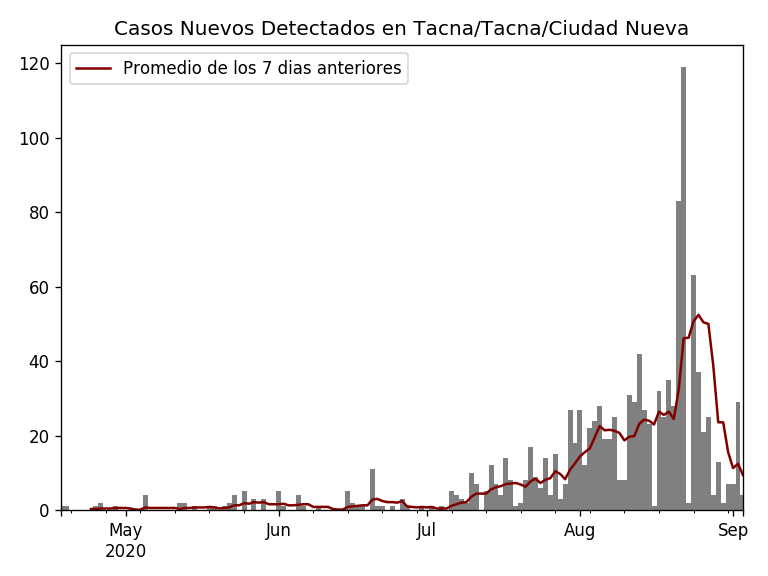 Casos Nuevos Detectados en Tacna/Tacna/Ciudad Nueva
Promedio de los 7 dias anteriores
120
100
80
60
40
20
0
May
2020
Jun
Jul
Aug
Sep